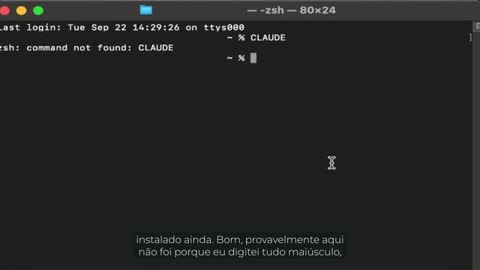 — -zsh — 80×24
Last login: Tue Sep 22 14:29:26 on ttys000
~ % CLAUDE
zsh: command not found: CLAUDE
~ %
instalado ainda. Bom, provavelmente aqui
não foi porque eu digitei tudo maiúsculo,